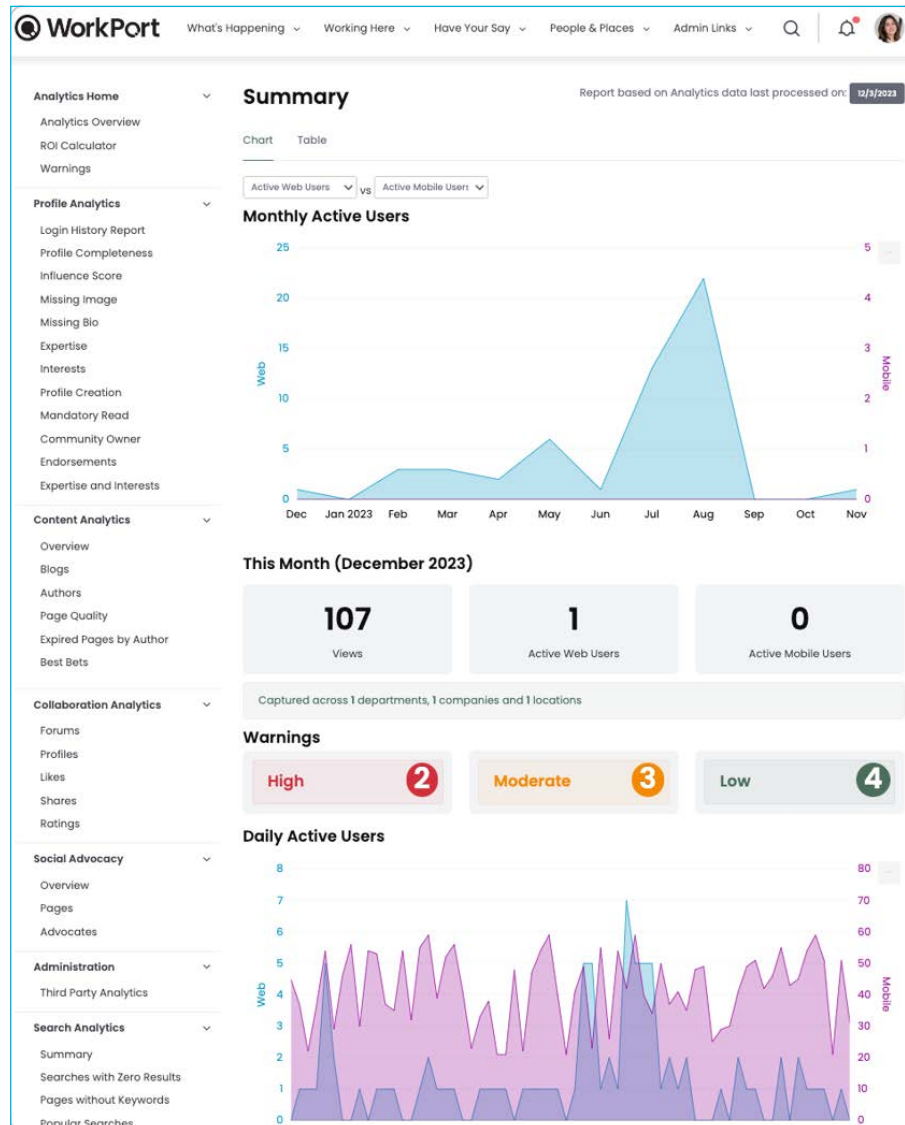 WorkPort
What's Happening
Working Here
Have Your Say
People & Places
Admin Links
Analytics Home
Analytics Overview
ROI Calculator
Warnings
Profile Analytics
Login History Report
Profile Completeness
Influence Score
Missing Image
Missing Bio
Expertise
Interests
Profile Creation
Mandatory Read
Community Owner
Endorsements
Expertise and Interests
Content Analytics
Overview
Blogs
Authors
Page Quality
Expired Pages by Author
Best Bets
Collaboration Analytics
Forums
Profiles
Likes
Shares
Ratings
Social Advocacy
Overview
Pages
Advocates
Administration
Third Party Analytics
Search Analytics
Summary
Searches with Zero Results
Pages without Keywords
Popular Searches
Summary
Report based on Analytics data last processed on: 12/3/2023
Chart Table
Active Web Users vs Active Mobile Users
Monthly Active Users
25
20
15
10
5
0
Web
5
4
3
2
1
0
Mobile
Dec Jan 2023 Feb Mar Apr May Jun Jul Aug Sep Oct Nov
This Month (December 2023)
107
Views
1
Active Web Users
0
Active Mobile Users
Captured across 1 departments, 1 companies and 1 locations
Warnings
High 2
Moderate 3
Low 4
Daily Active Users
8
7
6
5
4
3
2
1
0
Web
80
70
60
50
40
30
20
10
0
Mobile